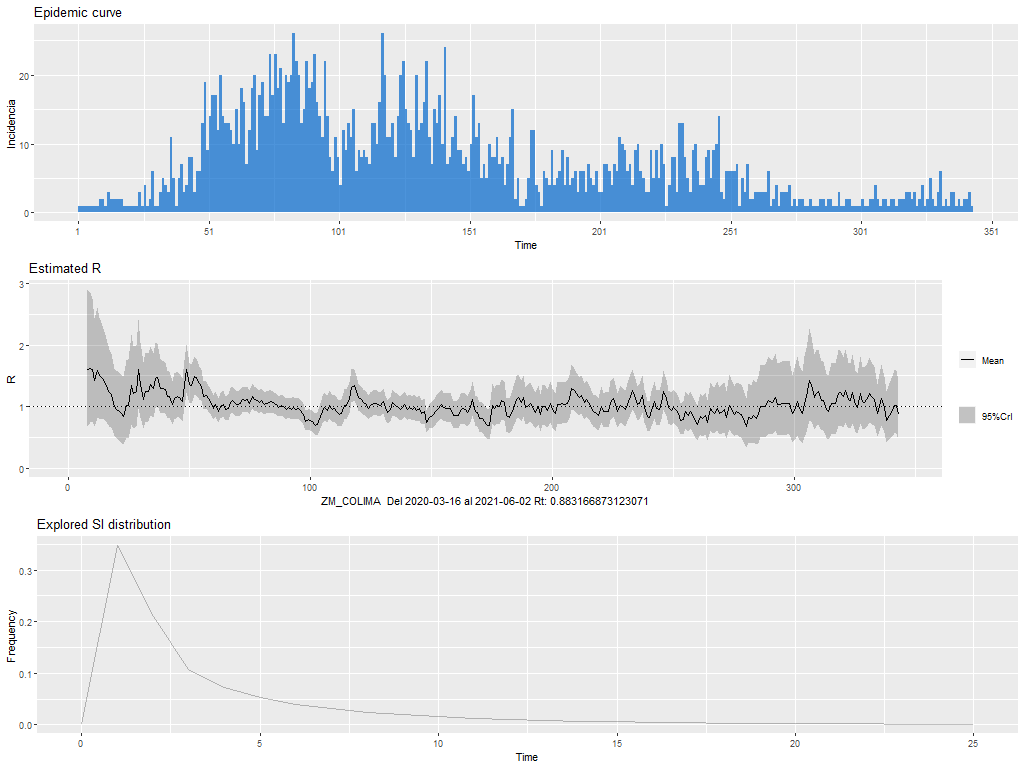 Epidemic curve
20
10
0
Incidencia
1 51 101 151 201 251 301 351
Time
Estimated R
3
2
1
0
R
0 100 200 300
ZM_COLIMA Del 2020-03-16 al 2021-06-02 Rt: 0.883166873123071
Mean
95%CrI
Explored SI distribution
0.3
0.2
0.1
0.0
Frequency
0 5 10 15 20 25
Time